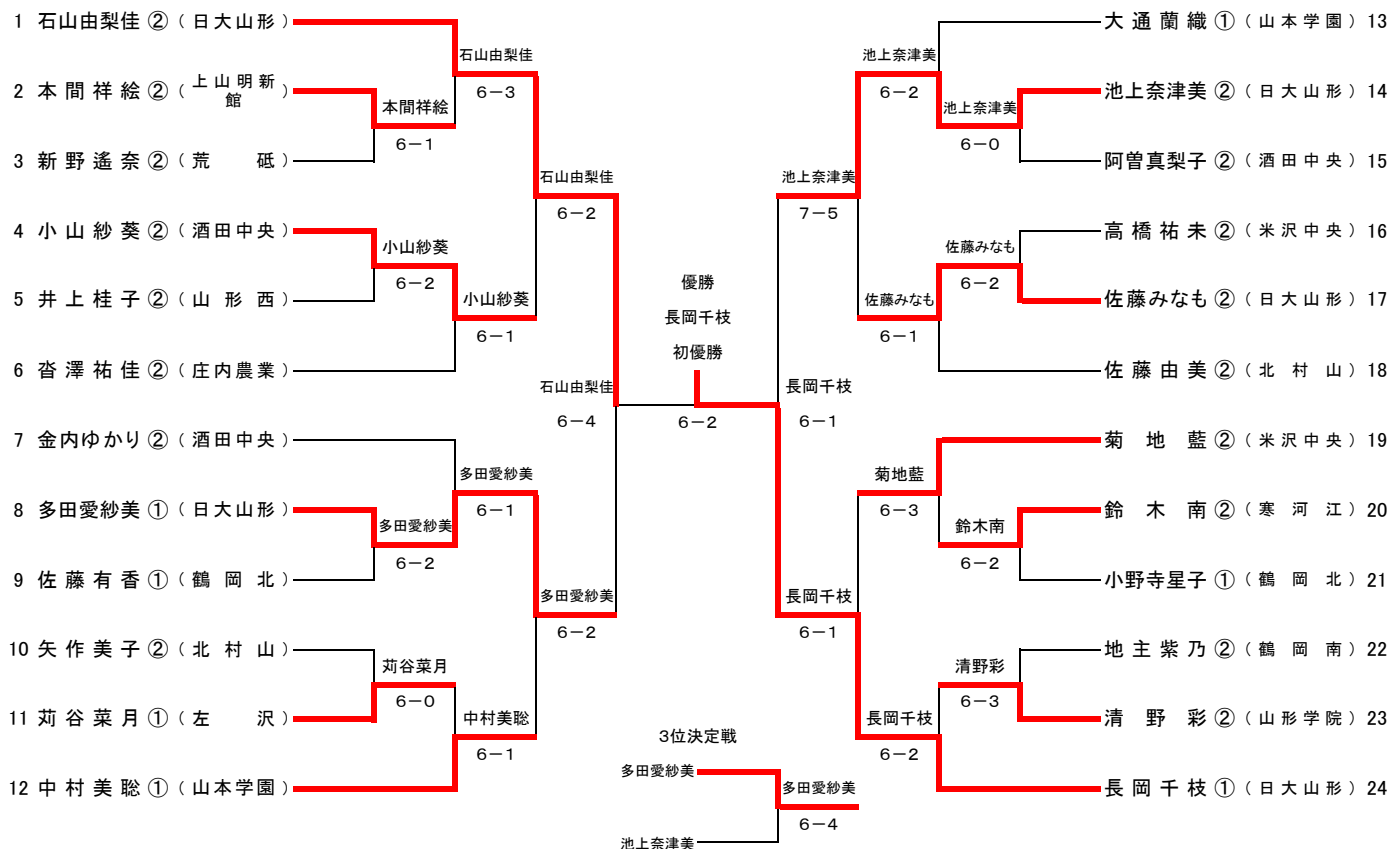 1 石山由梨佳 ② (日大山形)
2 本間祥絵 ② (上山明新館)
3 新野遙奈 ② (荒砥)
4 小山紗葵 ② (酒田中央)
5 井上桂子 ② (山形西)
6 沓澤祐佳 ② (庄内農業)
7 金内ゆかり ② (酒田中央)
8 多田愛紗美 ① (日大山形)
9 佐藤有香 ① (鶴岡北)
10 矢作美子 ② (北村山)
11 苅谷菜月 ① (左沢)
12 中村美聡 ① (山本学園)
本間祥絵
6-1
小山紗葵
6-2
多田愛紗美
6-2
苅谷菜月
6-0
石山由梨佳
6-3
小山紗葵
6-1
多田愛紗美
6-1
中村美聡
6-1
石山由梨佳
6-2
多田愛紗美
6-2
石山由梨佳
6-4
優勝
長岡千枝
初優勝
6-2
長岡千枝
6-1
池上奈津美
7-5
長岡千枝
6-1
池上奈津美
6-2
佐藤みなも
6-1
菊地藍
6-3
長岡千枝
6-2
池上奈津美
6-0
佐藤みなも
6-2
鈴木南
6-2
清野彩
6-3
大通蘭織 ① (山本学園) 13
池上奈津美 ② (日大山形) 14
阿曽真梨子 ② (酒田中央) 15
高橋祐未 ② (米沢中央) 16
佐藤みなも ② (日大山形) 17
佐藤由美 ② (北村山) 18
菊地藍 ② (米沢中央) 19
鈴木南 ② (寒河江) 20
小野寺星子 ① (鶴岡北) 21
地主紫乃 ② (鶴岡南) 22
清野彩 ② (山形学院) 23
長岡千枝 ① (日大山形) 24
3位決定戦
多田愛紗美
池上奈津美
多田愛紗美
6-4